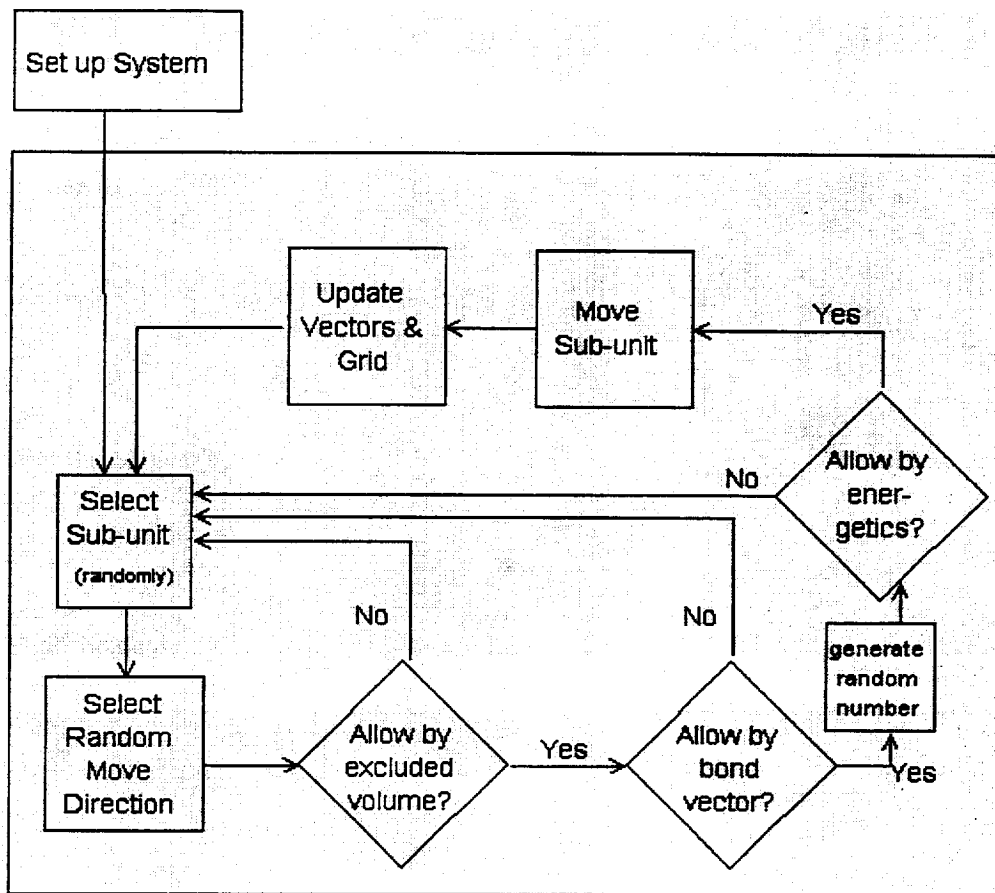 Set up System
Update
Vectors &
Grid
Move
Sub-unit
Yes
Select
Sub-unit
(randomly)
No
Allow by
ener-
getics?
No
No
generate
random
number
Select
Random
Move
Direction
Allow by
excluded
volume?
Yes
Allow by
bond
vector?
Yes